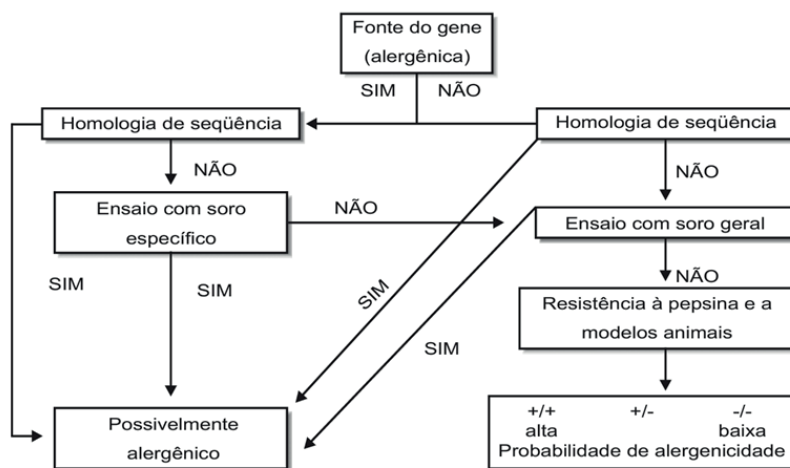 Fonte do gene
(alergênica)
SIM NÃO
Homologia de seqüência
Homologia de seqüência
NÃO
NÃO
Ensaio com soro
específico
NÃO
Ensaio com soro geral
SIM
SIM
SIM
SIM
NÃO
Resistência à pepsina e a
modelos animais
Possivelmente
alergênico
+/+ +/- -/-
alta baixa
Probabilidade de alergenicidade